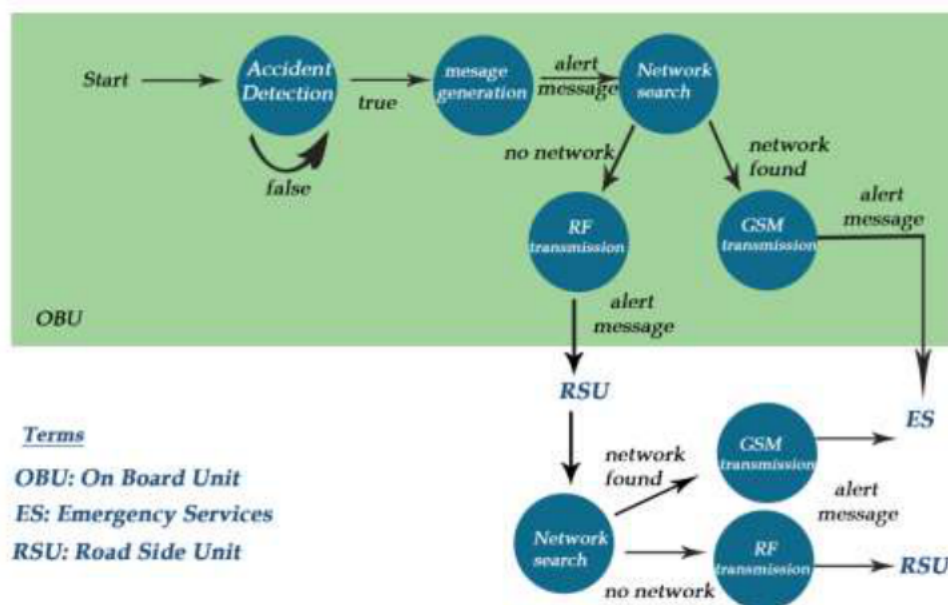 Start
Accident
Detection
true
false
mesage
generation
alert
message
Network
search
no network
network
found
RF
transmission
GSM
transmission
alert
message
alert
message
OBU
RSU
ES
Terms
OBU: On Board Unit
ES: Emergency Services
RSU: Road Side Unit
network
found
GSM
transmission
alert
message
Network
search
no network
RF
transmission
RSU